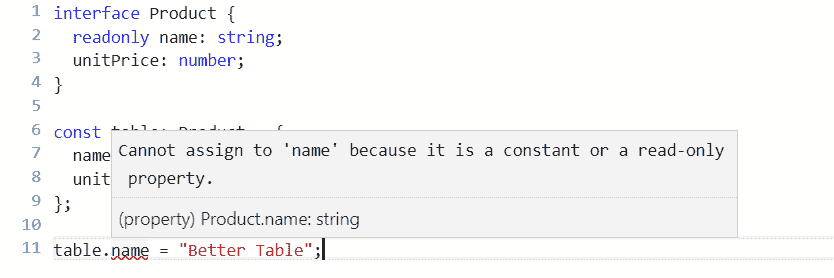 1 interface Product {
2 readonly name: string;
3 unitPrice: number;
4 }
5
6 const table: Product = {
7 name
8 unit
9 };
10
11 table.name = "Better Table";
Cannot assign to 'name' because it is a constant or a read-only
property.
(property) Product.name: string